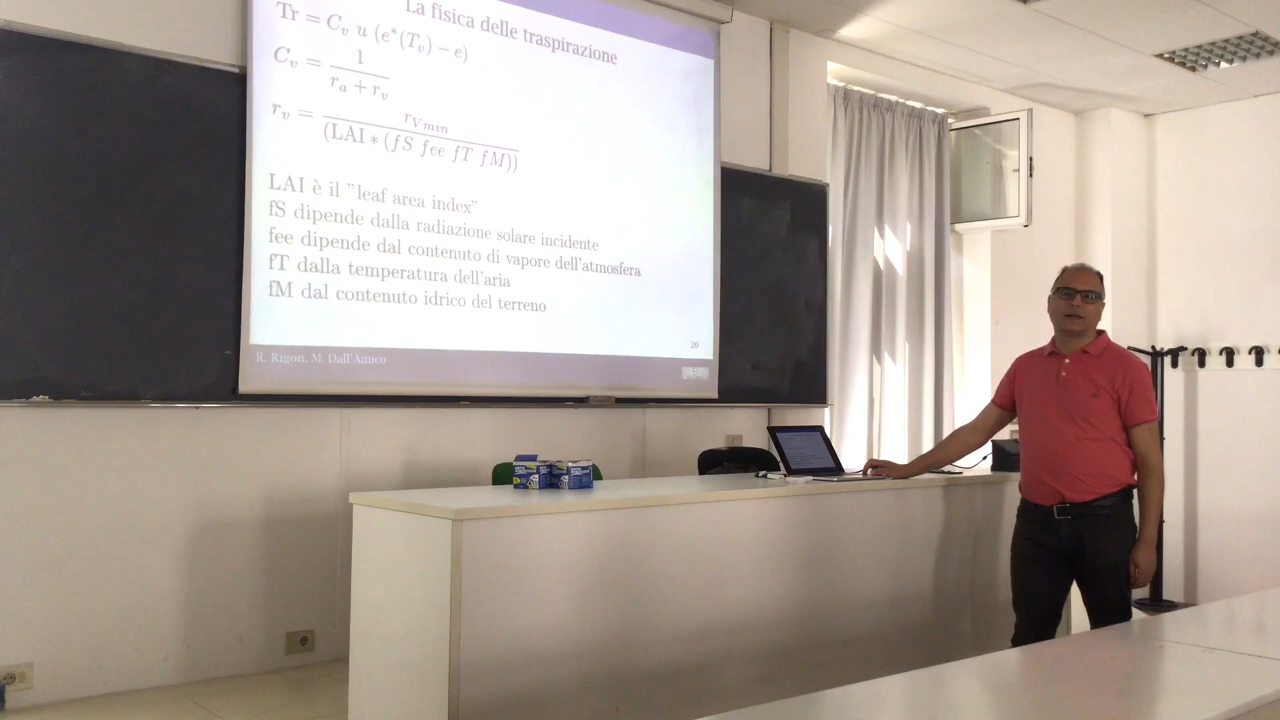 La fisica delle traspirazione
Tr = C_v u (e*(T_v) − e)
C_v = 1 / (r_a + r_v)
r_v = r_{Vmin} / (LAI ∗ (fS fee fT fM))
LAI è il "leaf area index"
fS dipende dalla radiazione solare incidente
fee dipende dal contenuto di vapore dell'atmosfera
fT dalla temperatura dell'aria
fM dal contenuto idrico del terreno
20
R. Rigon, M. Dall'Amico